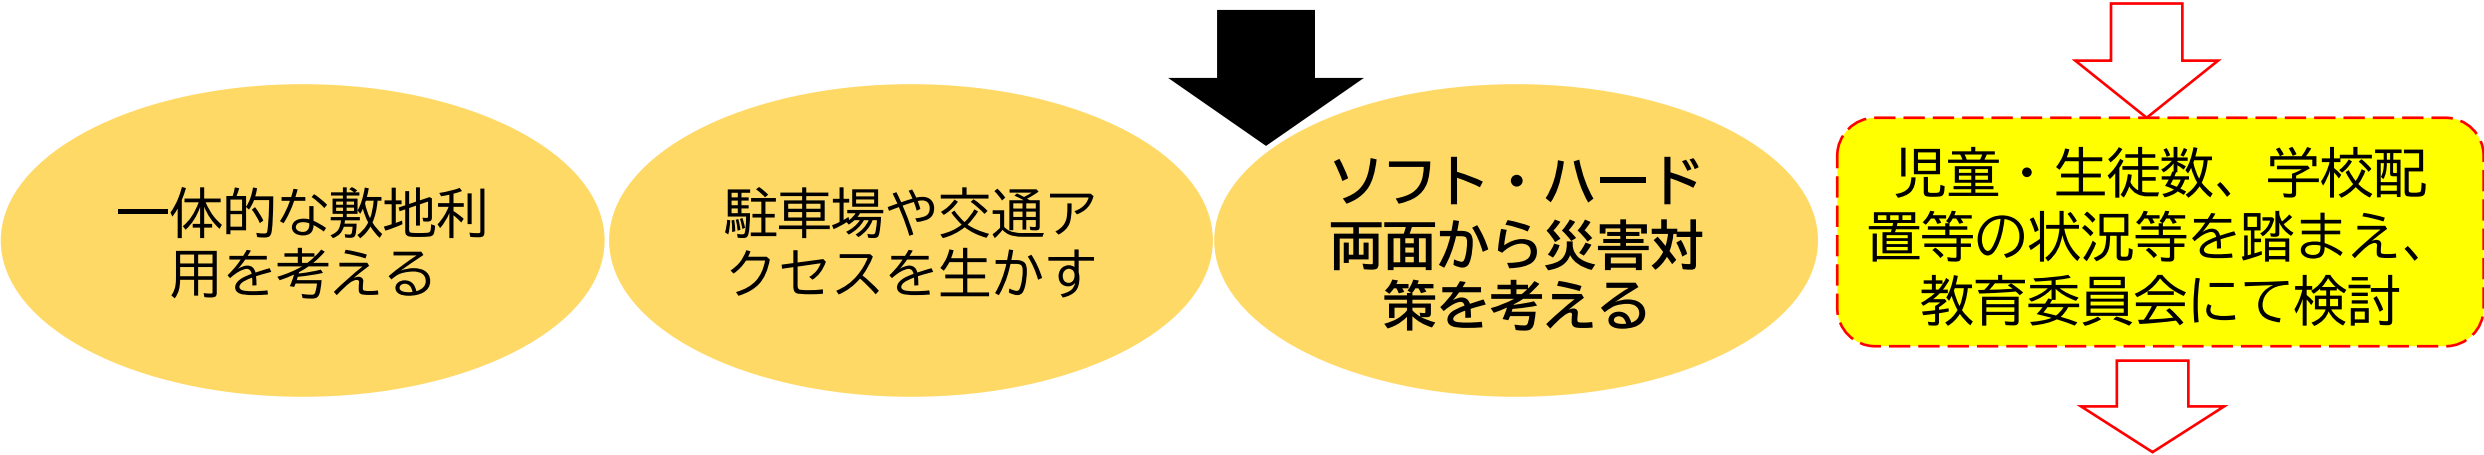 一体的な敷地利
用を考える
駐車場や交通ア
クセスを生かす
ソフト・ハード
両面から災害対
策を考える
児童・生徒数、学校配
置等の状況等を踏まえ、
教育委員会にて検討